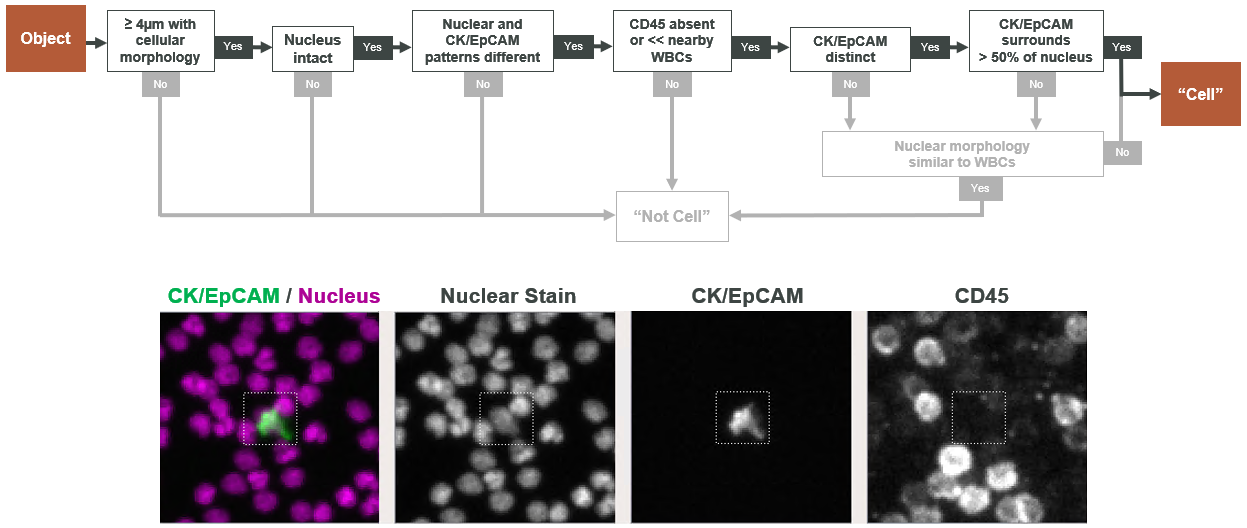 Object
≥ 4µm with
cellular
morphology
Yes
Nucleus
intact
Yes
Nuclear and
CK/EpCAM
patterns different
Yes
CD45 absent
or << nearby
WBCs
Yes
CK/EpCAM
distinct
Yes
CK/EpCAM
surrounds
> 50% of nucleus
Yes
“Cell”
No
No
No
No
No
No
Nuclear morphology
similar to WBCs
No
Yes
“Not Cell”
CK/EpCAM / Nucleus
Nuclear Stain
CK/EpCAM
CD45